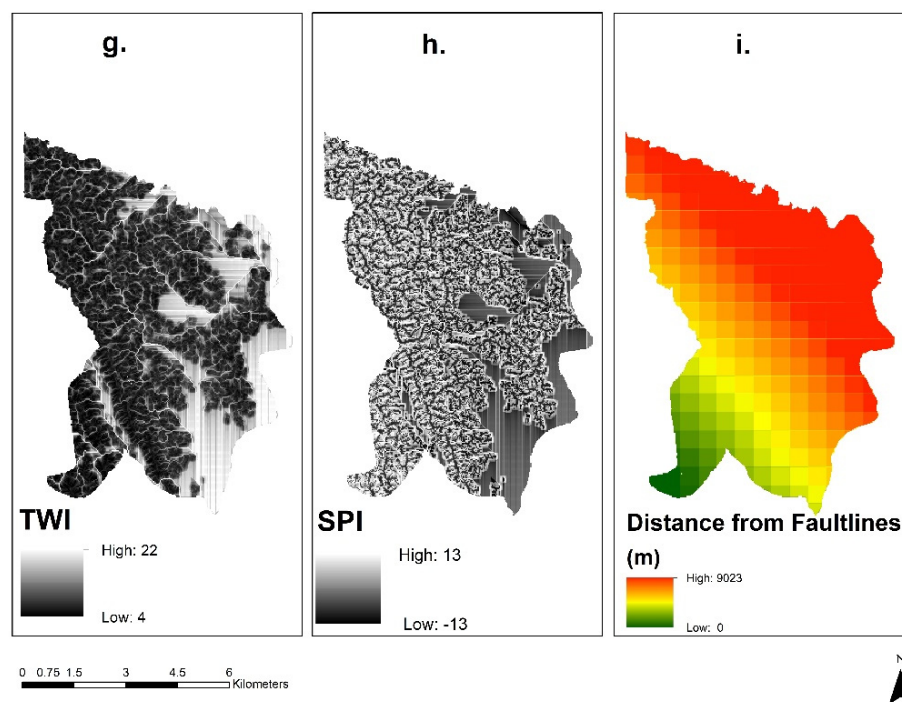 g.
h.
i.
TWI
High: 22
Low: 4
SPI
High: 13
Low: -13
Distance from Faultlines
(m)
High: 9023
Low: 0
0 0.75 1.5 3 4.5 6
Kilometers
N